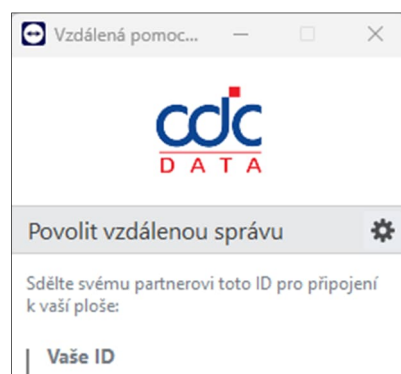 Vzdálená pomoc...
cdc
DATA
Povolit vzdálenou správu
Sdělte svému partnerovi toto ID pro připojení
k vaší ploše:
Vaše ID